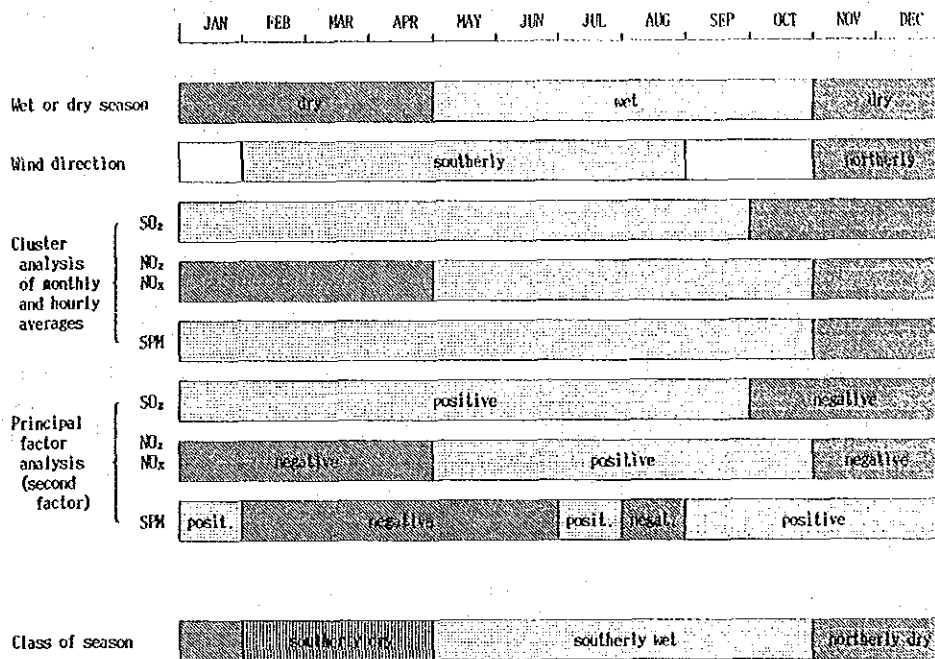 JAN FEB MAR APR MAY JUN JUL AUG SEP OCT NOV DEC
Wet or dry season dry wet dry
Wind direction southerly northerly
SO₂
Cluster analysis of monthly and hourly averages
NO₂
NOx
SPM
SO₂ positive negative
Principal factor analysis (second factor)
NO₂
NOx negative positive negative
SPM posit. negative posit. negat. positive
Class of season southerly dry southerly wet northerly dry